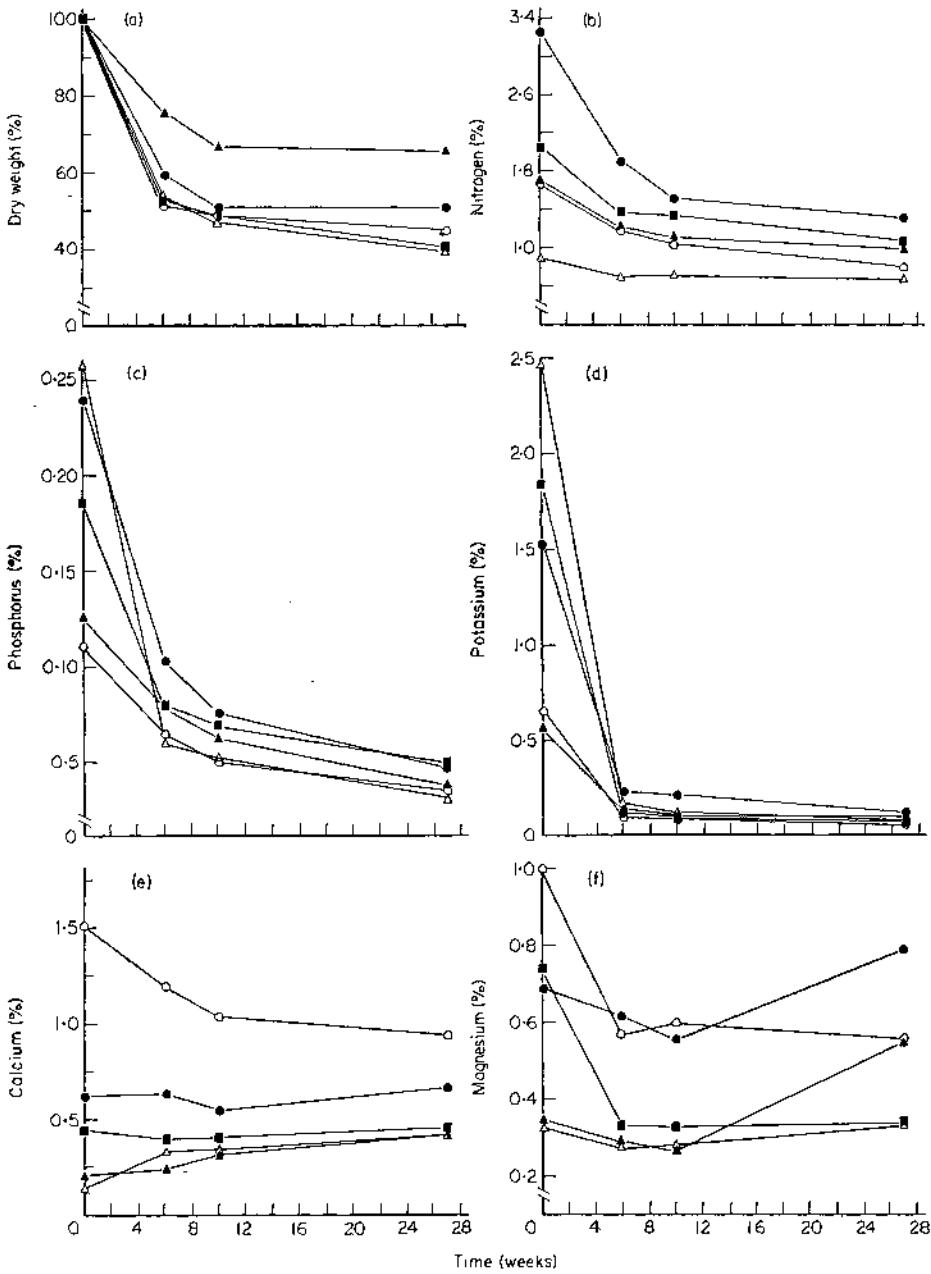 (a)
Dry weight (%)
100
80
60
40
0
(b)
Nitrogen (%)
3·4
2·6
1·8
1·0
(c)
Phosphorus (%)
0·25
0·20
0·15
0·10
0·5
0
(d)
Potassium (%)
2·5
2·0
1·5
1·0
0·5
0
(e)
Calcium (%)
1·5
1·0
0·5
0 4 8 12 16 20 24 28
(f)
Magnesium (%)
1·0
0·8
0·6
0·4
0·2
0 4 8 12 16 20 24 28
Time (weeks)